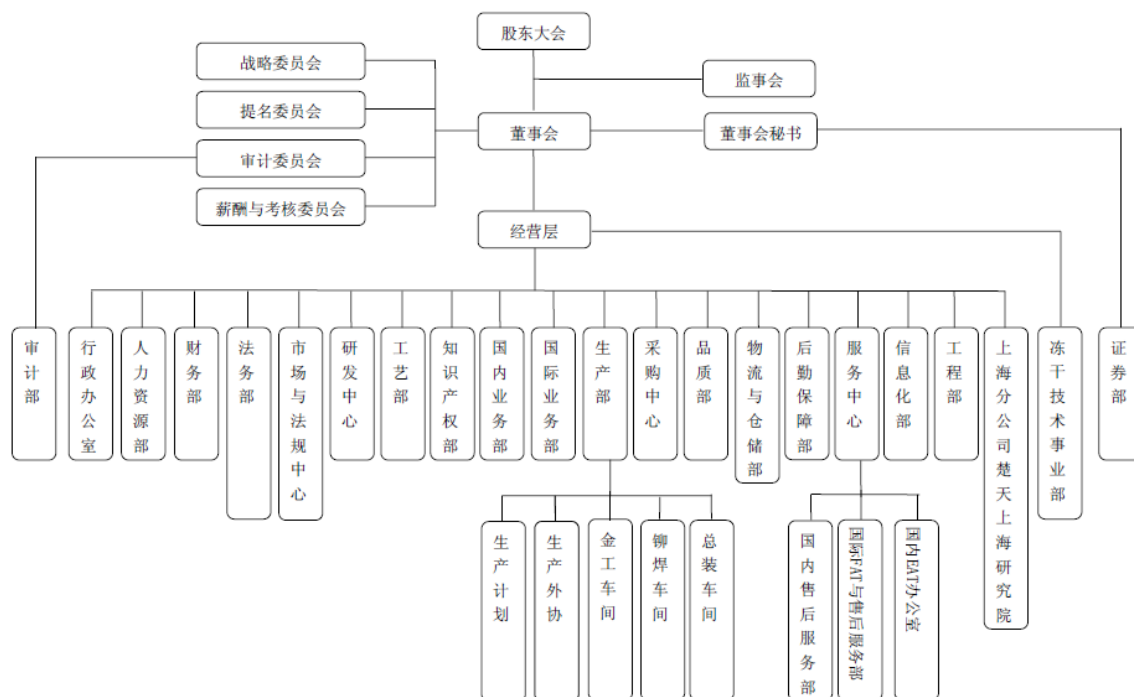 股东大会
战略委员会
监事会
提名委员会
董事会
董事会秘书
审计委员会
薪酬与考核委员会
经营层
审计部
行政办公室
人力资源部
财务部
法务部
市场与法规中心
研发中心
工艺部
知识产权部
国内业务部
国际业务部
生产部
采购中心
品质部
物流与仓储部
后勤保障部
服务中心
信息化部
工程部
上海分公司楚天上海研究院
冻干技术事业部
证券部
生产计划
生产外协
金工车间
铆焊车间
总装车间
国内售后服务部
国际FAT与售后服务部
国内FAT办公室